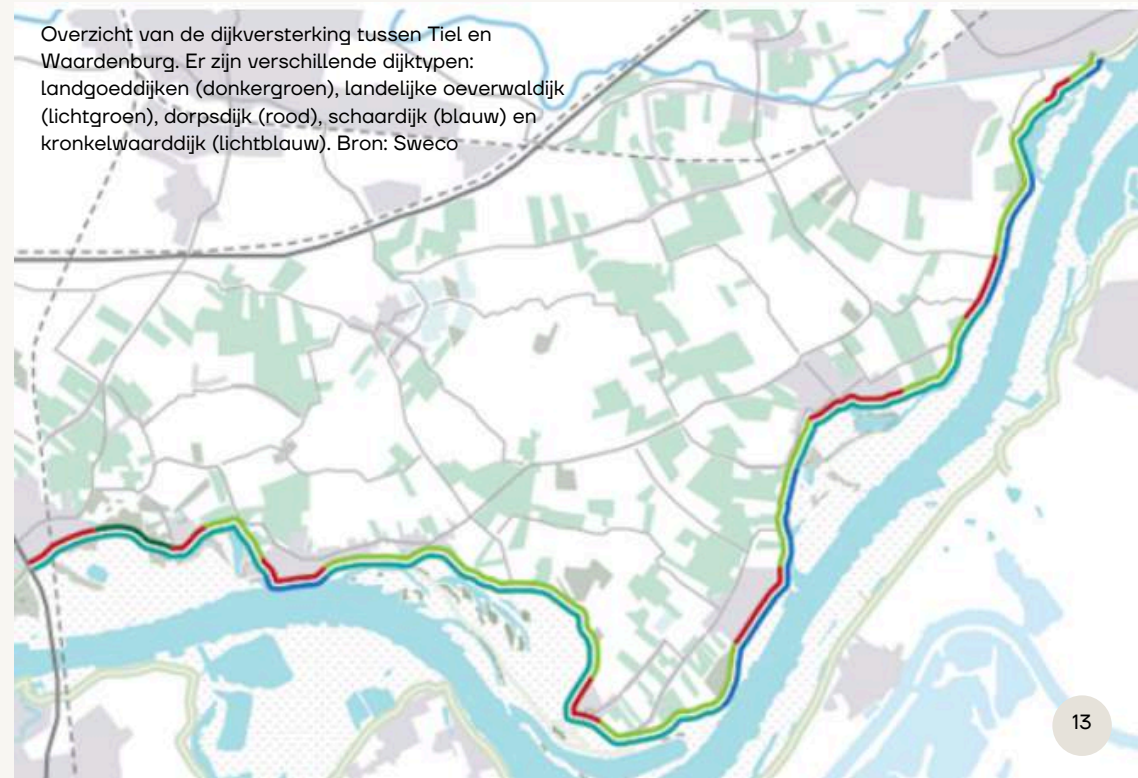 Overzicht van de dijkversterking tussen Tiel en
Waardenburg. Er zijn verschillende dijktypen:
landgoeddijken (donkergroen), landelijke oeverwaldijk
(lichtgroen), dorpsdijk (rood), schaardijk (blauw) en
kronkelwaarddijk (lichtblauw). Bron: Sweco
13